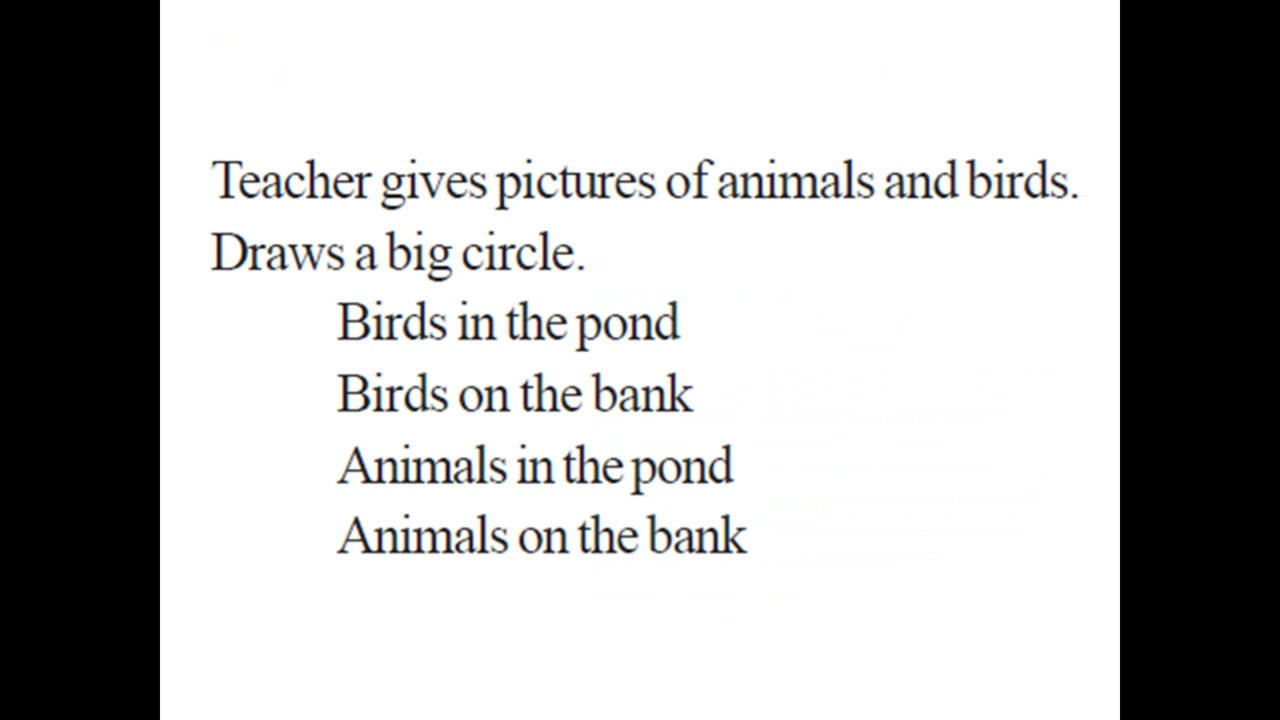 Teacher gives pictures of animals and birds.
Draws a big circle.
Birds in the pond
Birds on the bank
Animals in the pond
Animals on the bank